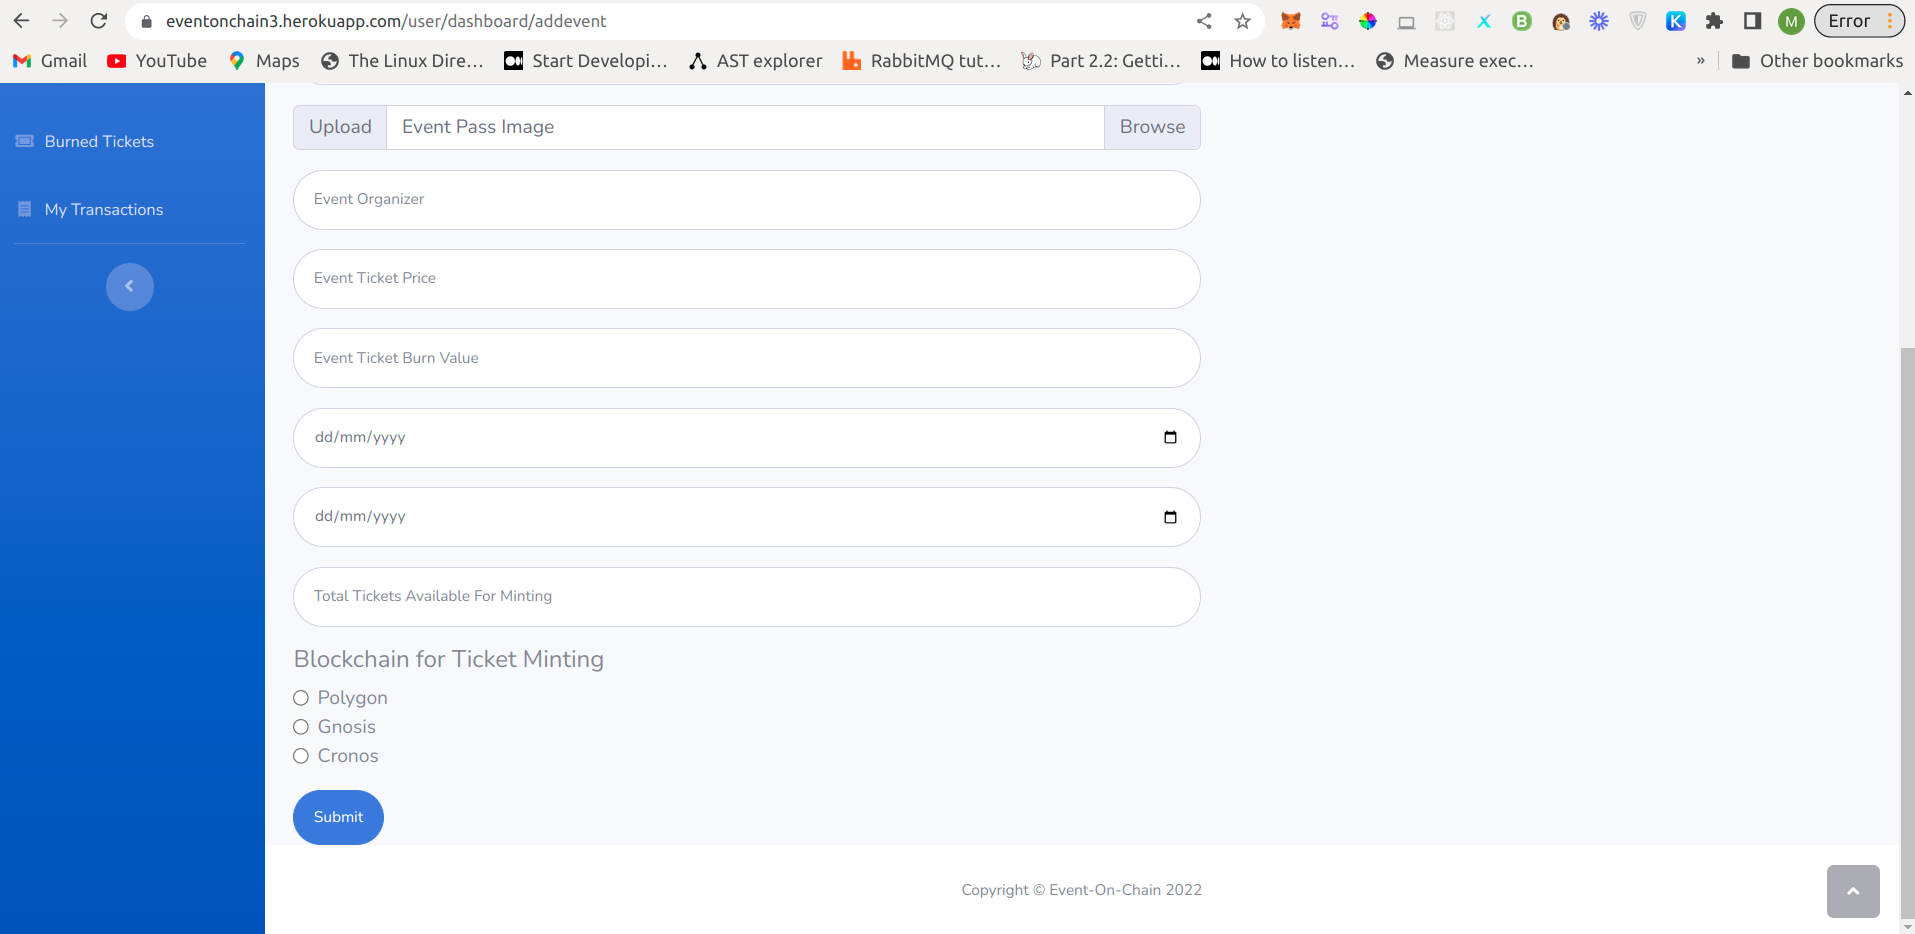 eventonchain3.herokuapp.com/user/dashboard/addevent
M
Error
Gmail
YouTube
Maps
The Linux Dire...
Start Developi...
AST explorer
RabbitMQ tut...
Part 2.2: Getti...
How to listen...
Measure exec...
»
Other bookmarks
Burned Tickets
My Transactions
Upload
Event Pass Image
Browse
Event Organizer
Event Ticket Price
Event Ticket Burn Value
dd/mm/yyyy
dd/mm/yyyy
Total Tickets Available For Minting
Blockchain for Ticket Minting
Polygon
Gnosis
Cronos
Submit
Copyright © Event-On-Chain 2022